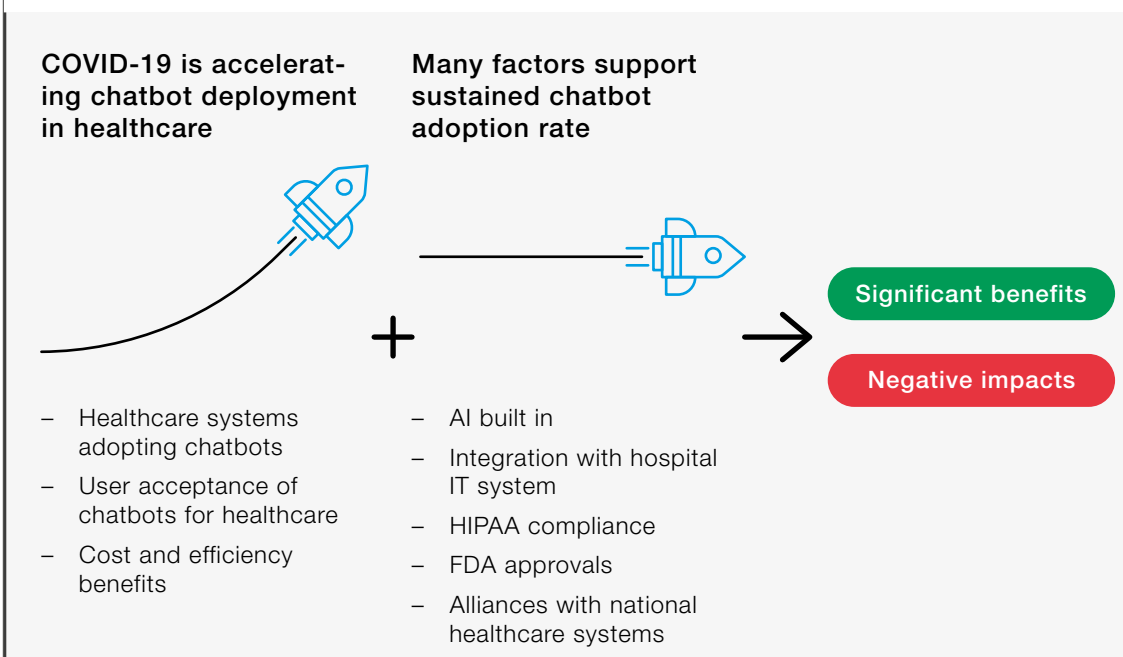 COVID-19 is accelerat-
ing chatbot deployment
in healthcare
Many factors support
sustained chatbot
adoption rate
Significant benefits
Negative impacts
– Healthcare systems
adopting chatbots
– User acceptance of
chatbots for healthcare
– Cost and efficiency
benefits
– AI built in
– Integration with hospital
IT system
– HIPAA compliance
– FDA approvals
– Alliances with national
healthcare systems